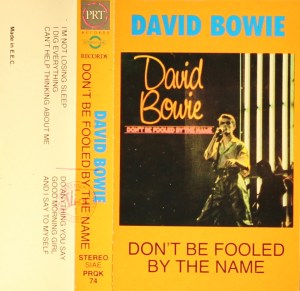 Made in E.E.C.
I'M NOT LOSING SLEEP
I DIG EVERYTHING
CAN'T HELP THINKING ABOUT ME
DO ANYTHING YOU SAY
GOOD MORNING GIRL
AND I SAY TO MYSELF
PRT
RECORDS
RECORDS
DAVID BOWIE
DON'T BE FOOLED
BY THE NAME
STEREO
SIAE
PRQK
74
DAVID BOWIE
David
Bowie
DON'T BE FOOLED BY THE NAME
DON'T BE FOOLED
BY THE NAME